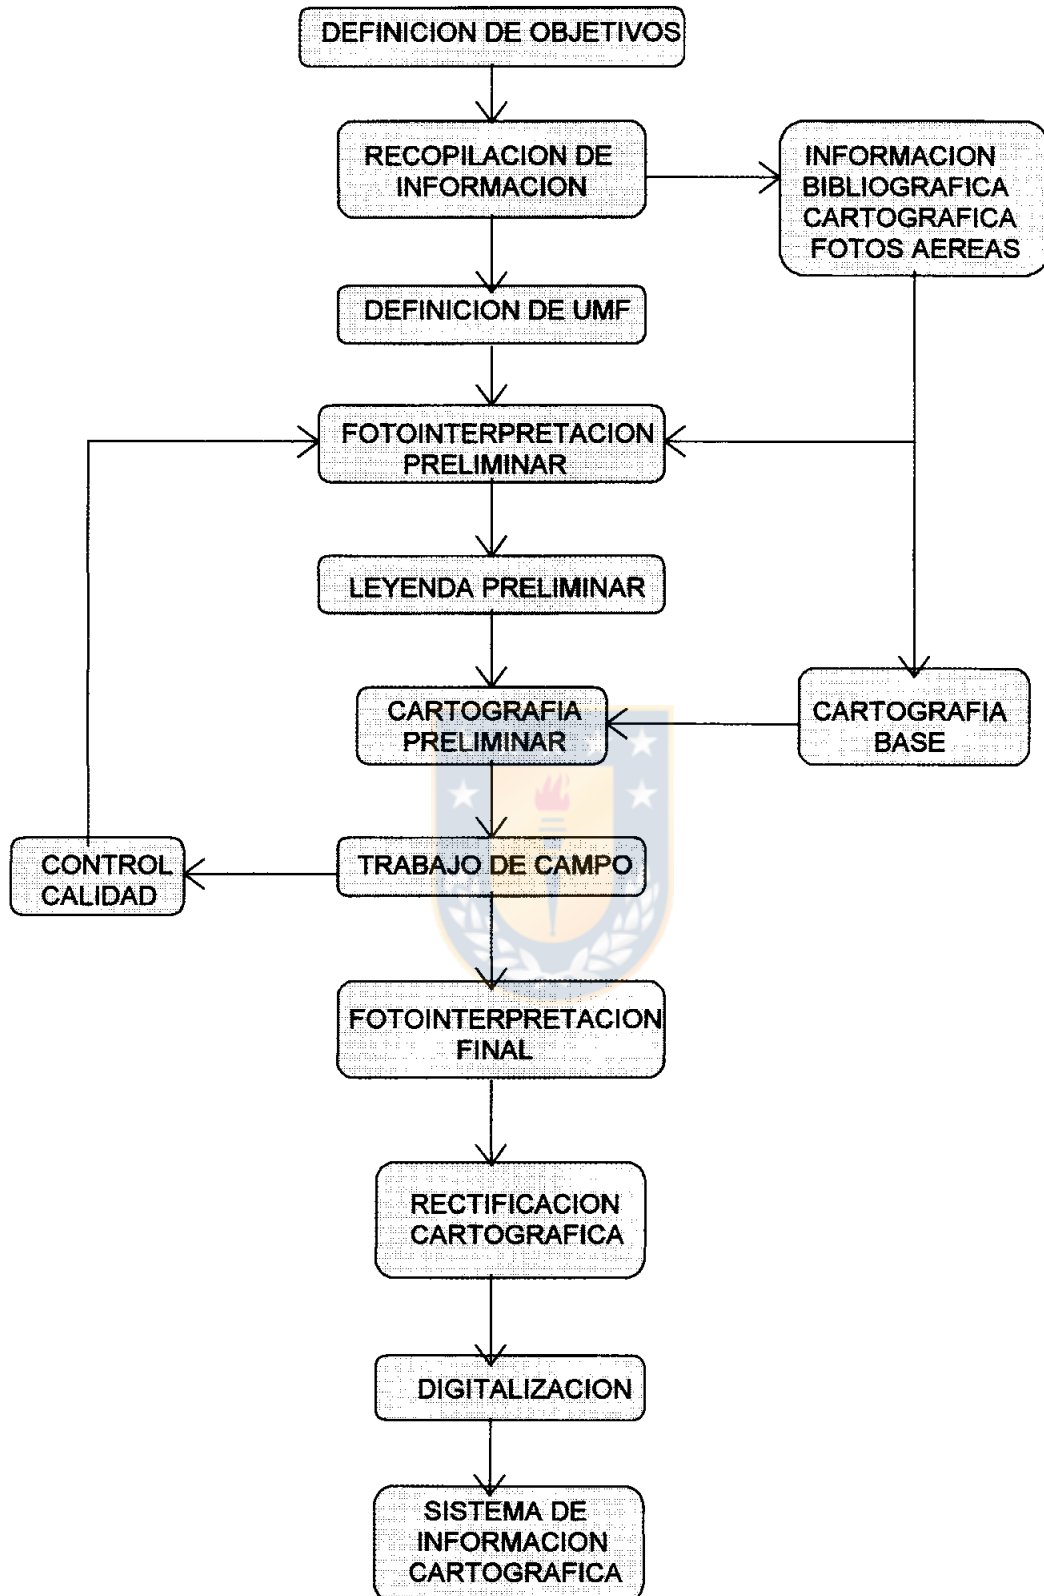 DEFINICION DE OBJETIVOS
RECOPILACION DE
INFORMACION
INFORMACION
BIBLIOGRAFICA
CARTOGRAFICA
FOTOS AEREAS
DEFINICION DE UMF
FOTOINTERPRETACION
PRELIMINAR
LEYENDA PRELIMINAR
CARTOGRAFIA
PRELIMINAR
CARTOGRAFIA
BASE
CONTROL
CALIDAD
TRABAJO DE CAMPO
FOTOINTERPRETACION
FINAL
RECTIFICACION
CARTOGRAFICA
DIGITALIZACION
SISTEMA DE
INFORMACION
CARTOGRAFICA